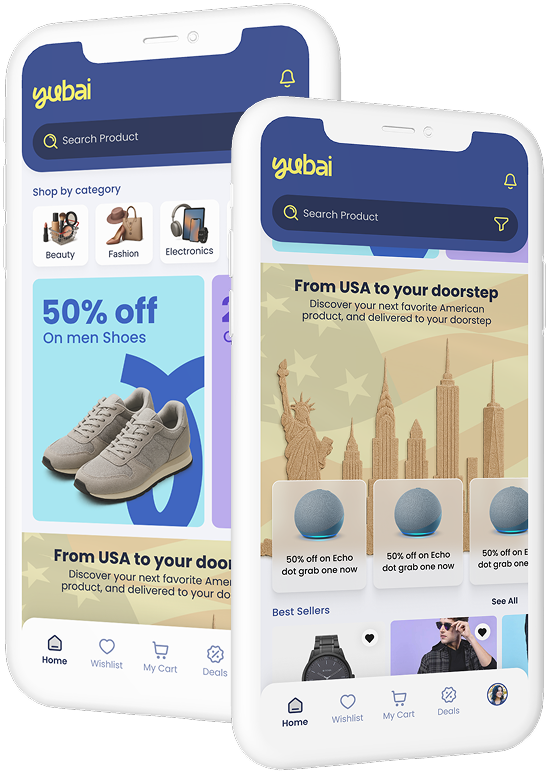 yubai
Search Product
Shop by category
Beauty
Fashion
Electronics
50% off
On men Shoes
From USA to your door
Discover your next favorite Amer
product, and delivered to your do
Home
Wishlist
My Cart
Deals
yubai
Search Product
From USA to your doorstep
Discover your next favorite American
product, and delivered to your doorstep
50% off on Echo
dot grab one now
50% off on Echo
dot grab one now
50% off on Ec
dot grab one
Best Sellers
See All
Home
Wishlist
My Cart
Deals